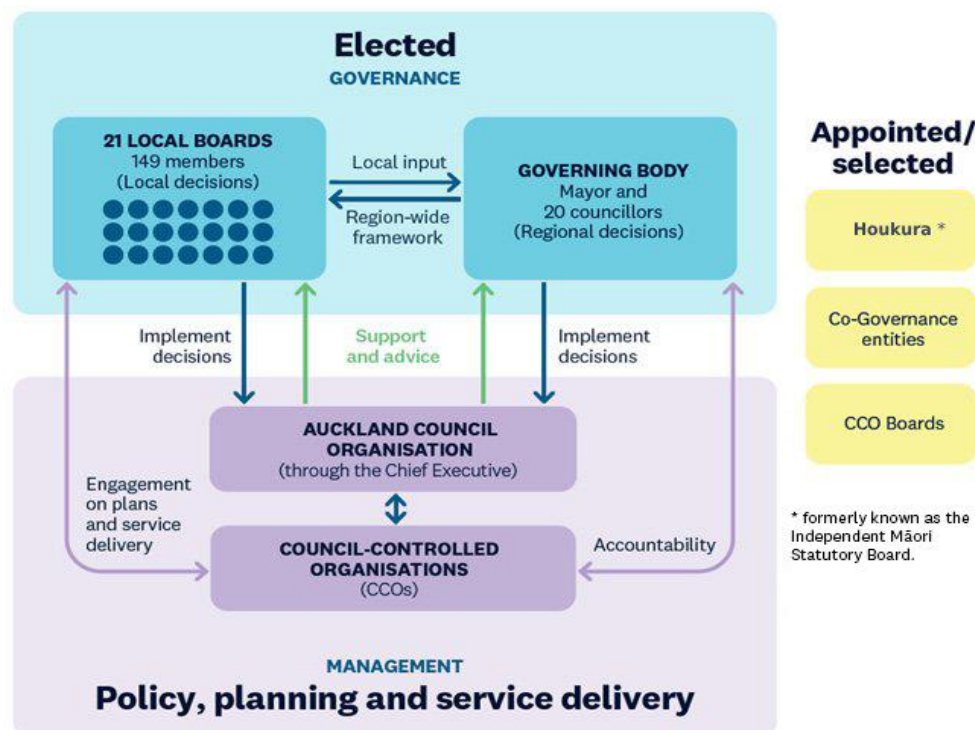 Elected
GOVERNANCE
21 LOCAL BOARDS
149 members
(Local decisions)
Local input
Region-wide
framework
GOVERNING BODY
Mayor and
20 councillors
(Regional decisions)
Implement
decisions
Support
and advice
Implement
decisions
AUCKLAND COUNCIL
ORGANISATION
(through the Chief Executive)
Engagement
on plans
and service
delivery
COUNCIL-CONTROLLED
ORGANISATIONS
(CCOs)
Accountability
MANAGEMENT
Policy, planning and service delivery
Appointed/
selected
Houkura *
Co-Governance
entities
CCO Boards
* formerly known as the
Independent Māori
Statutory Board.